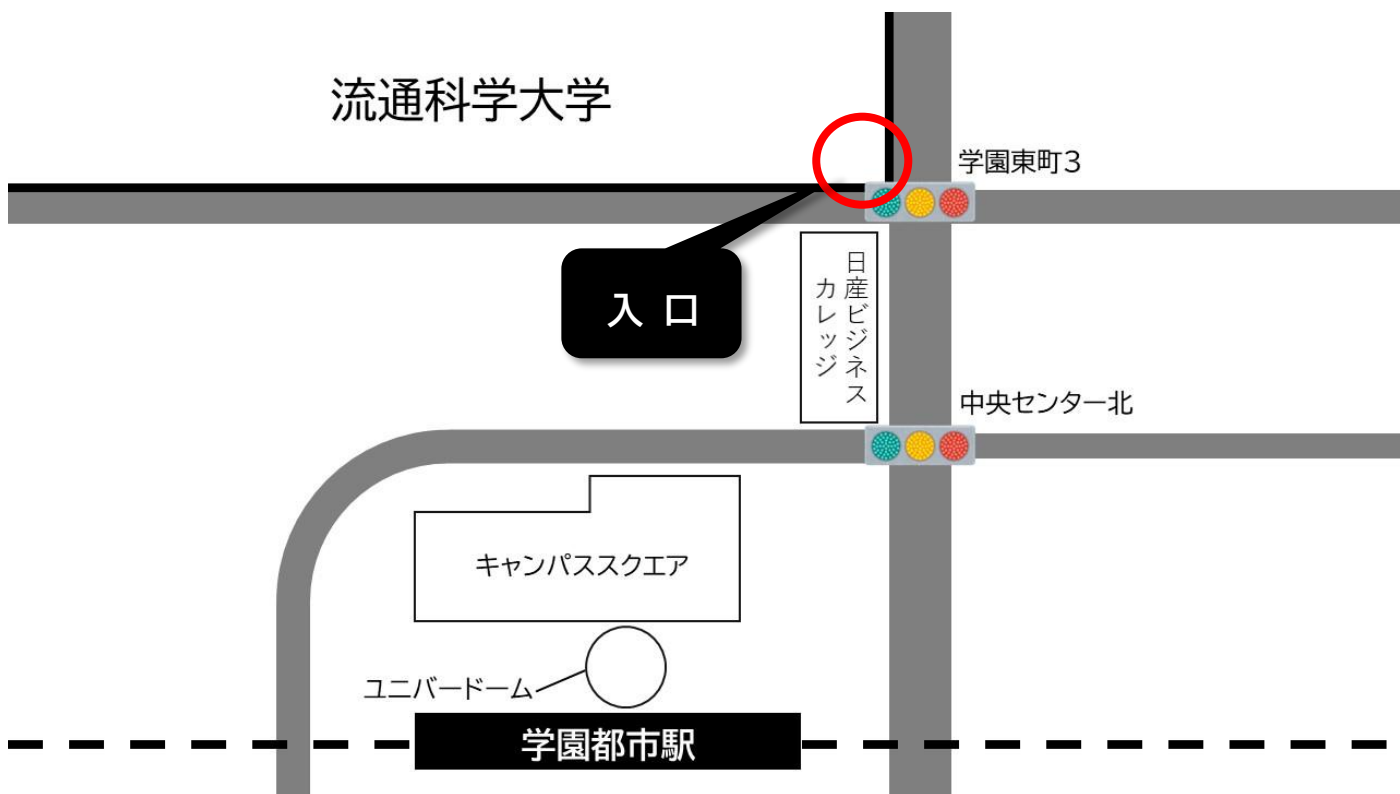 流通科学大学
学園東町3
入 口
日産ビジネス
カレッジ
中央センター北
キャンパススクエア
ユニバードーム
学園都市駅